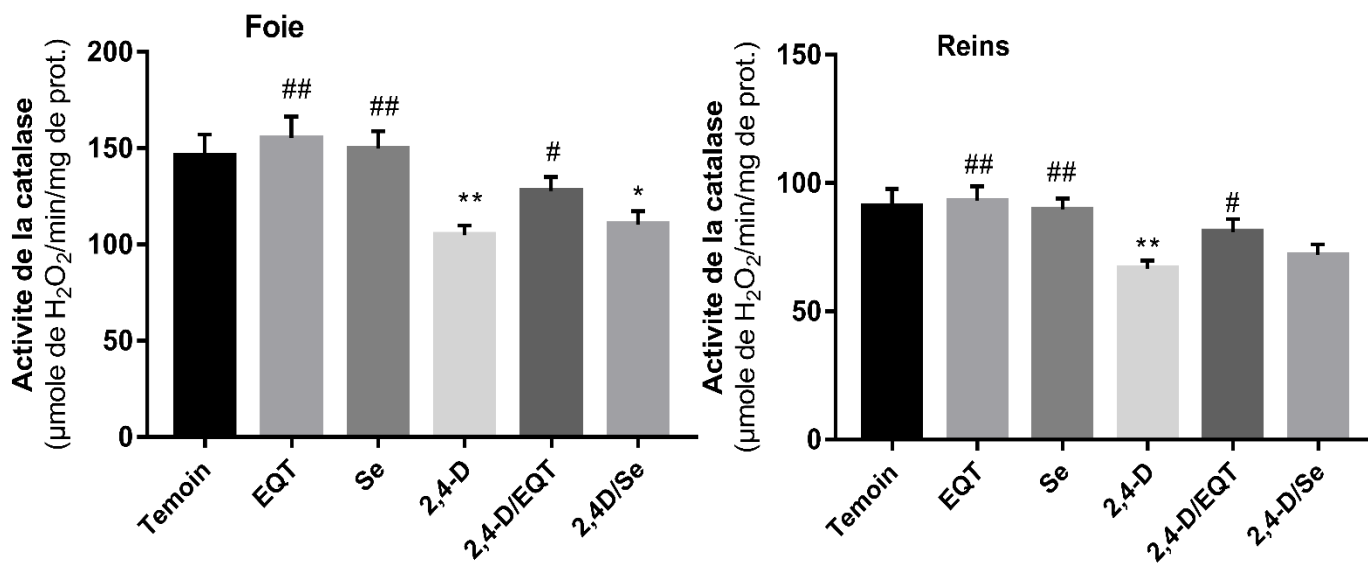 Foie
Activite de la catalase
(µmole de H₂O₂/min/mg de prot.)
200
150
100
50
0
##
##
**
#
*
Temoin
EQT
Se
2,4-D
2,4-D/EQT
2,4D/Se
Reins
Activite de la catalase
(µmole de H₂O₂/min/mg de prot.)
150
100
50
0
##
##
**
#
Temoin
EQT
Se
2,4-D
2,4-D/EQT
2,4-D/Se